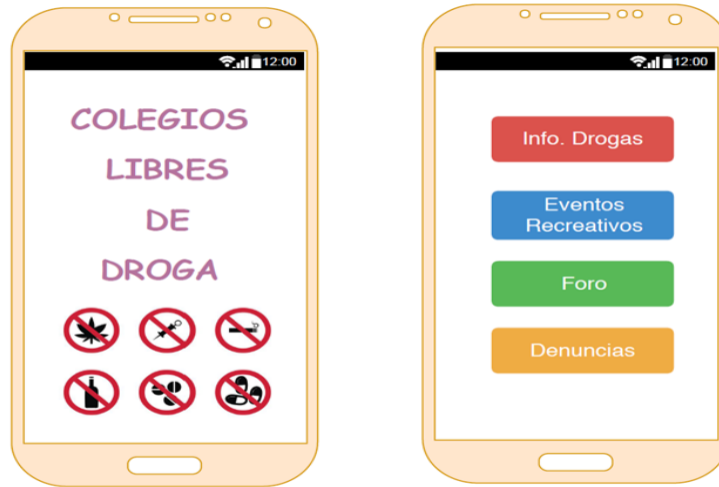 12:00
COLEGIOS
LIBRES
DE
DROGA
12:00
Info. Drogas
Eventos
Recreativos
Foro
Denuncias